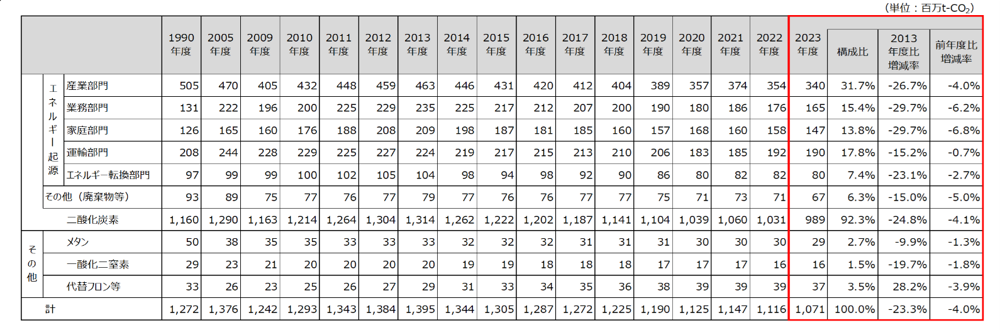 （単位：百万t-CO₂）
1990年度 2005年度 2009年度 2010年度 2011年度 2012年度 2013年度 2014年度 2015年度 2016年度 2017年度 2018年度 2019年度 2020年度 2021年度 2022年度 2023年度 構成比 2013年度比増減率 前年度比増減率
エネルギー起源
産業部門 505 470 405 432 448 459 463 446 431 420 412 404 389 357 374 354 340 31.7% -26.7% -4.0%
業務部門 131 222 196 200 225 229 235 225 217 212 207 200 190 180 186 176 165 15.4% -29.7% -6.2%
家庭部門 126 165 160 176 188 208 209 198 187 181 185 160 157 168 160 158 147 13.8% -29.7% -6.8%
運輸部門 208 244 228 229 225 227 224 219 217 215 213 210 206 183 185 192 190 17.8% -15.2% -0.7%
エネルギー転換部門 97 99 99 100 102 105 104 98 94 98 92 90 86 80 82 82 80 7.4% -23.1% -2.7%
その他（廃棄物等） 93 89 75 77 76 77 79 77 76 76 77 77 75 71 73 71 67 6.3% -15.0% -5.0%
二酸化炭素 1,160 1,290 1,163 1,214 1,264 1,304 1,314 1,262 1,222 1,202 1,187 1,141 1,104 1,039 1,060 1,031 989 92.3% -24.8% -4.1%
その他
メタン 50 38 35 35 33 33 33 32 32 32 31 31 31 30 30 30 29 2.7% -9.9% -1.3%
一酸化二窒素 29 23 21 20 20 20 20 19 19 18 18 18 17 17 17 16 16 1.5% -19.7% -1.8%
代替フロン等 33 26 23 25 26 27 29 31 33 34 35 36 38 39 39 39 37 3.5% 28.2% -3.9%
計 1,272 1,376 1,242 1,293 1,343 1,384 1,395 1,344 1,305 1,287 1,272 1,225 1,190 1,125 1,147 1,116 1,071 100.0% -23.3% -4.0%